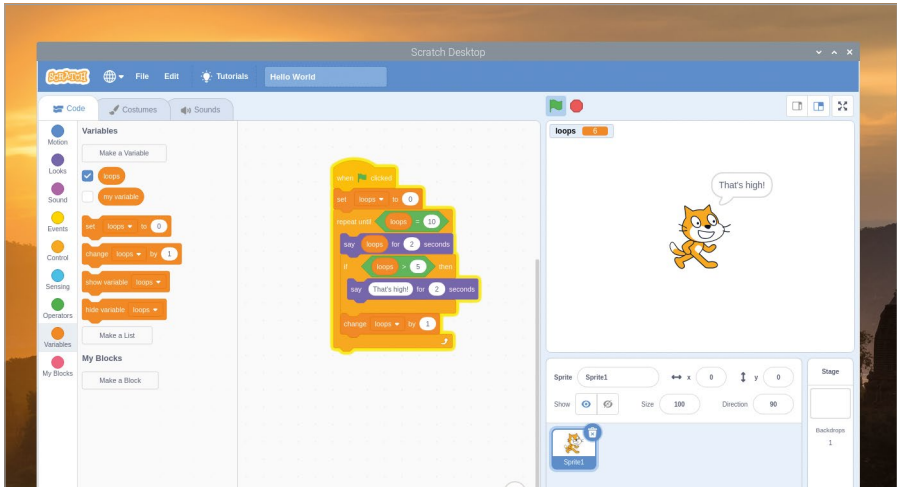 Scratch Desktop
SCRATCH File Edit Tutorials Hello World
Code Costumes Sounds
Motion
Looks
Sound
Events
Control
Sensing
Operators
Variables
My Blocks
Variables
Make a Variable
loops
my variable
set loops to 0
change loops by 1
show variable loops
hide variable loops
Make a List
My Blocks
Make a Block
when clicked
set loops to 0
repeat until loops = 10
say loops for 2 seconds
if loops > 5 then
say That's high! for 2 seconds
change loops by 1
loops 6
That's high!
Sprite Sprite1 x 0 y 0
Show Size 100 Direction 90
Sprite1
Stage
Backdrops
1